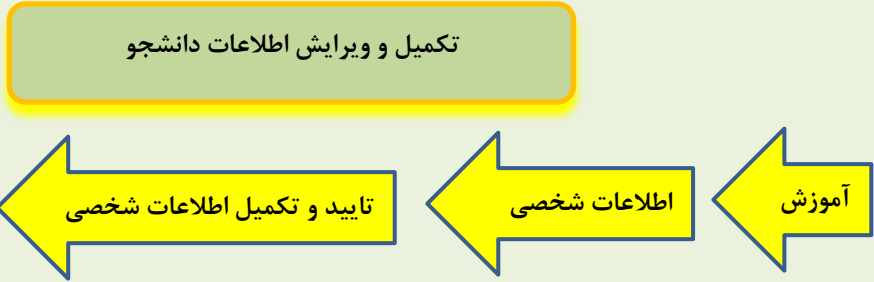 تکمیل و ویرایش اطلاعات دانشجو
آموزش
اطلاعات شخصی
تایید و تکمیل اطلاعات شخصی